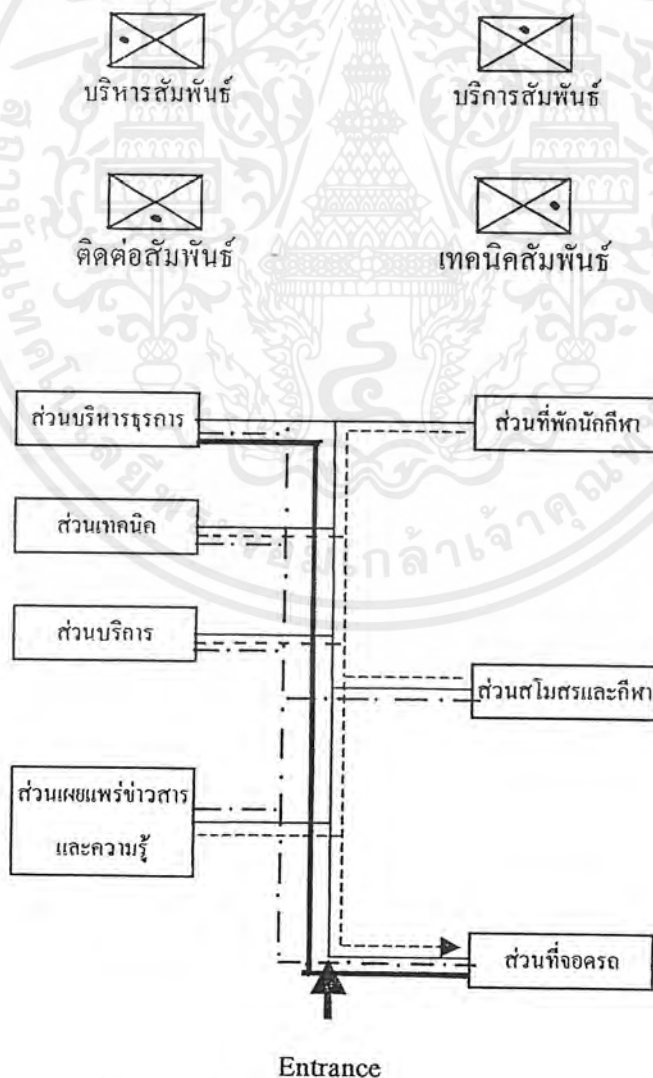 บริหารสัมพันธ์
บริการสัมพันธ์
ติดต่อสัมพันธ์
เทคนิคสัมพันธ์
ส่วนบริหารธุรการ
ส่วนที่พักนักกีฬา
ส่วนเทคนิค
ส่วนบริการ
ส่วนสโมสรและกีฬา
ส่วนเผยแพร่ข่าวสาร
และความรู้
ส่วนที่จอดรถ
Entrance